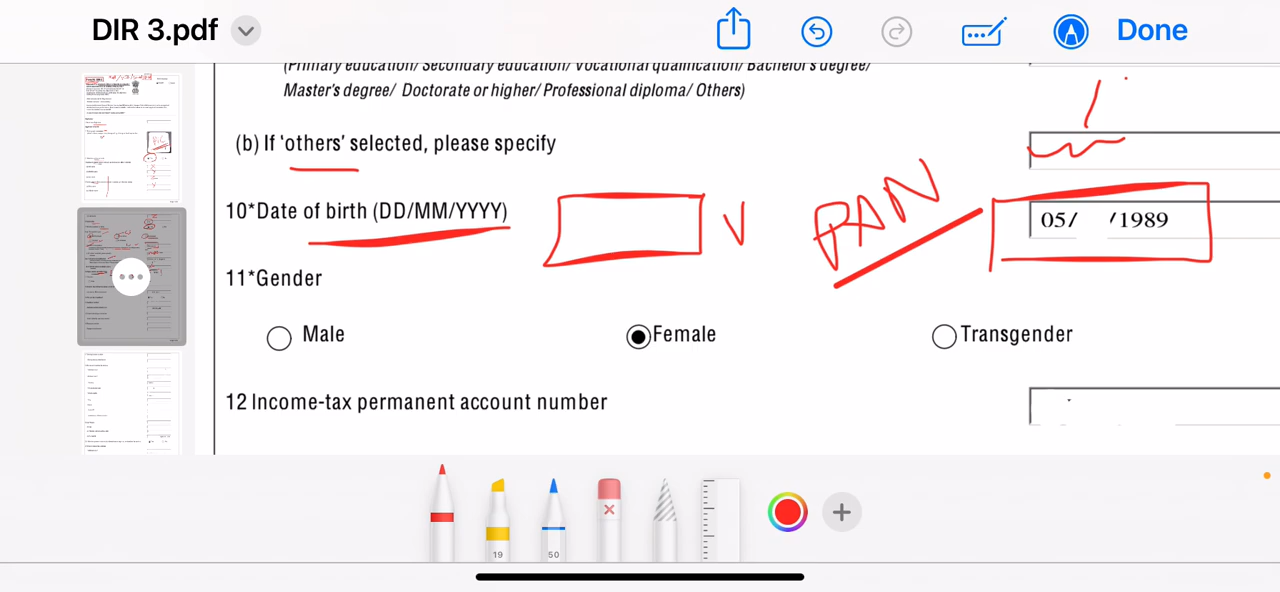 DIR 3.pdf
Done
(Primary education/ Secondary education/ Vocational qualification/ Bachelor's degree/
Master's degree/ Doctorate or higher/ Professional diploma/ Others)
(b) If 'others' selected, please specify
10*Date of birth (DD/MM/YYYY)
PAN
05/ /1989
11*Gender
Male
Female
Transgender
12 Income-tax permanent account number
19
50